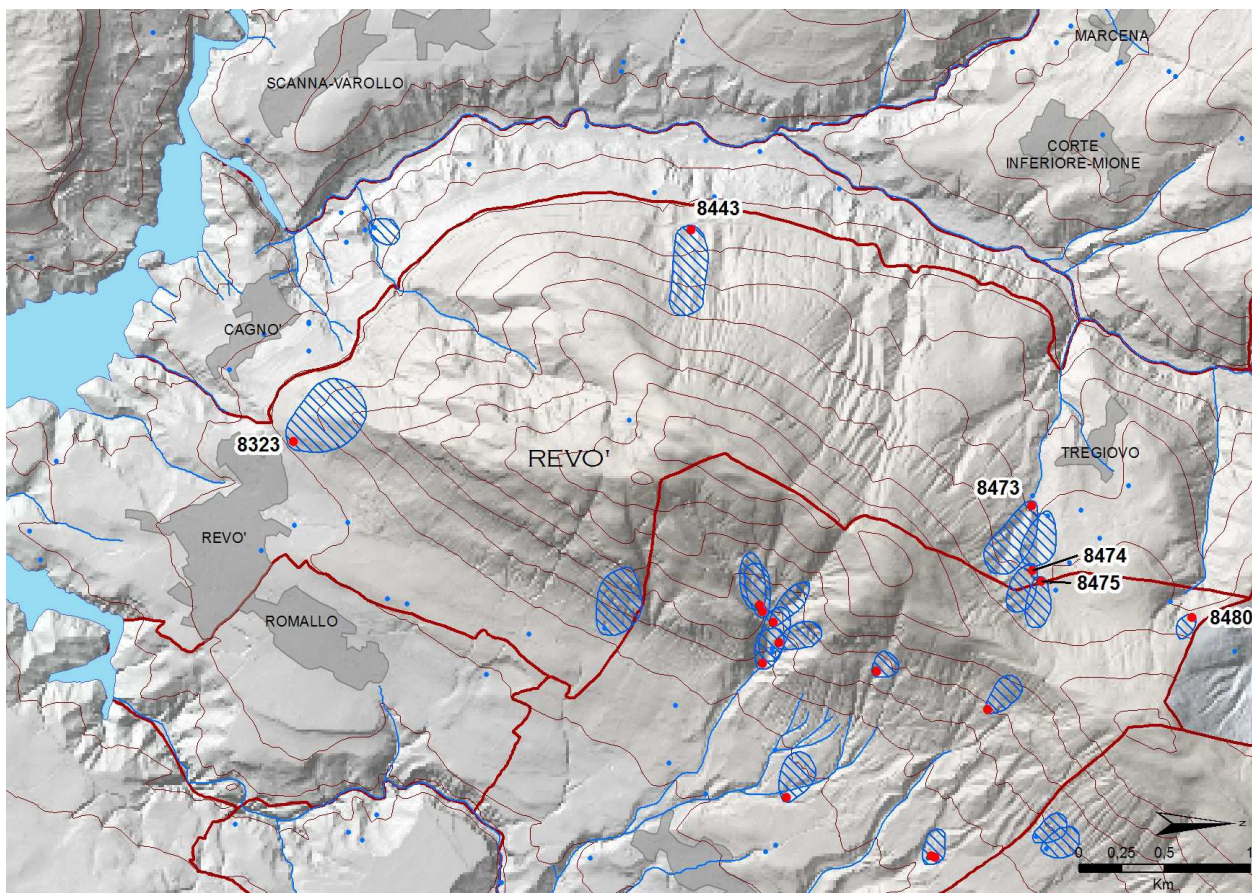 MARCENA
SCANNA-VAROLLO
CORTE
INFERIORE-MIONE
8443
CAGNO'
8323
REVO'
TREGIOVO
8473
REVO'
8474
8475
ROMALLO
8480
N
0 0,25 0,5 1
Km